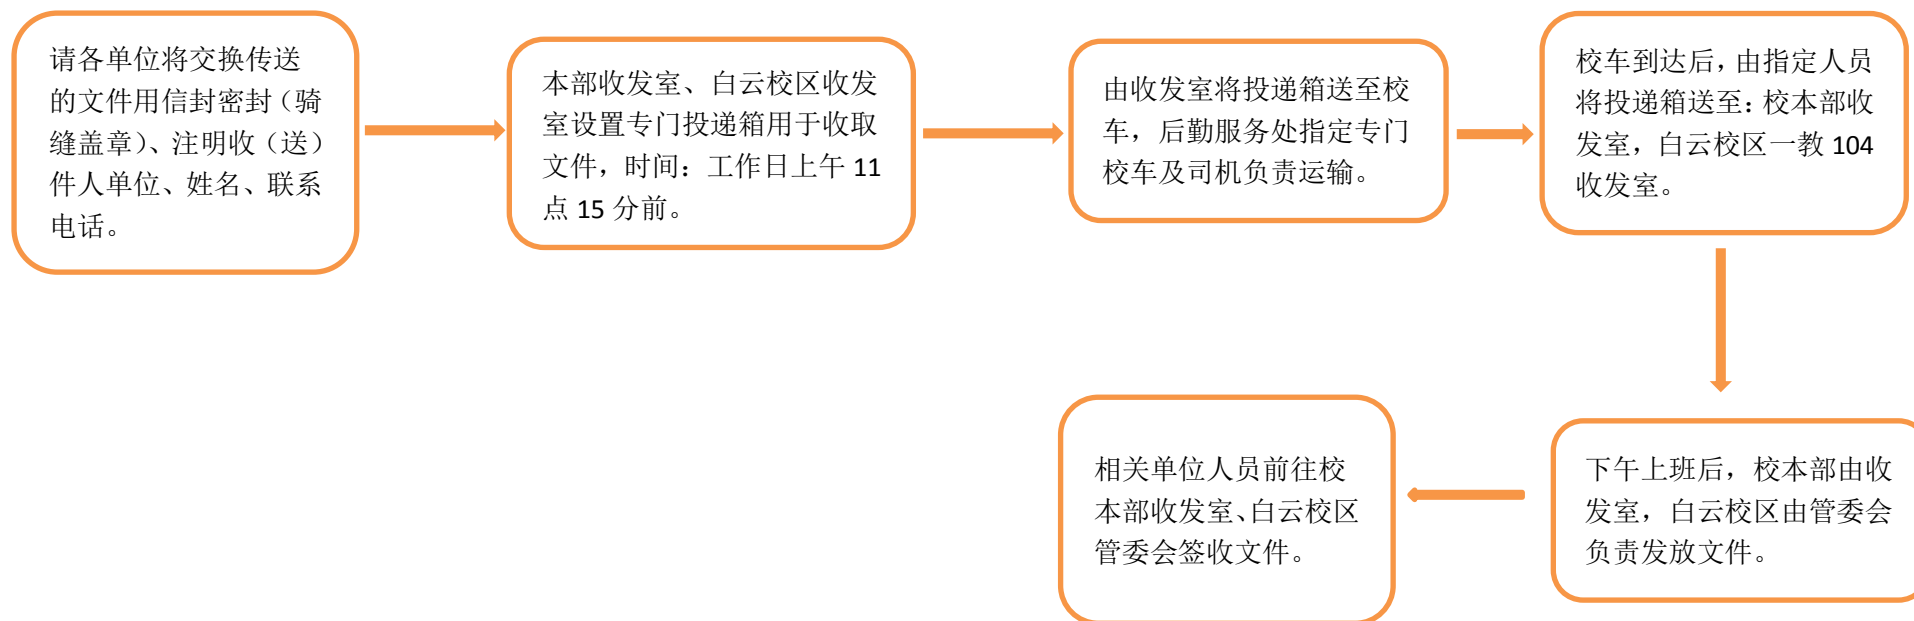 请各单位将交换传送
的文件用信封密封（骑
缝盖章）、注明收（送）
件人单位、姓名、联系
电话。
本部收发室、白云校区收发
室设置专门投递箱用于收取
文件，时间：工作日上午 11
点 15 分前。
由收发室将投递箱送至校
车，后勤服务处指定专门
校车及司机负责运输。
校车到达后，由指定人员
将投递箱送至：校本部收
发室，白云校区一教 104
收发室。
下午上班后，校本部由收
发室，白云校区由管委会
负责发放文件。
相关单位人员前往校
本部收发室、白云校区
管委会签收文件。